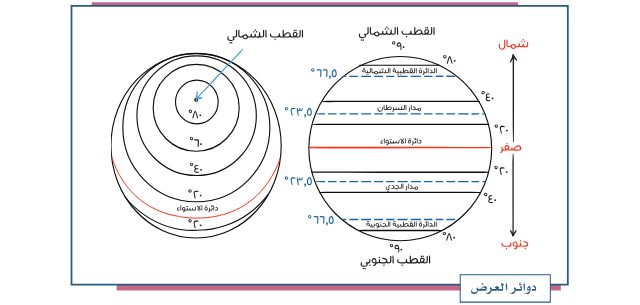 القطب الشمالي
°٩٠
شمال
°٨٠
°٦٦,٥
الدائرة القطبية الشمالية
°٤٠
°٢٣,٥
مدار السرطان
°٢٠
دائرة الاستواء
صفر
°٢٠
°٢٣,٥
مدار الجدي
°٤٠
°٦٦,٥
الدائرة القطبية الجنوبية
°٨٠
جنوب
°٩٠
القطب الجنوبي
القطب الشمالي
°٨٠
°٦٠
°٤٠
°٢٠
دائرة الاستواء
°٢٠
دوائر العرض